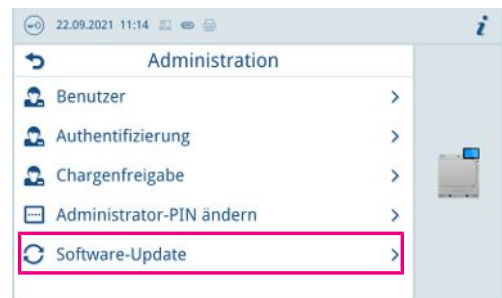 22.09.2021 11:14
i
Administration
Benutzer
Authentifizierung
Chargenfreigabe
Administrator-PIN ändern
Software-Update